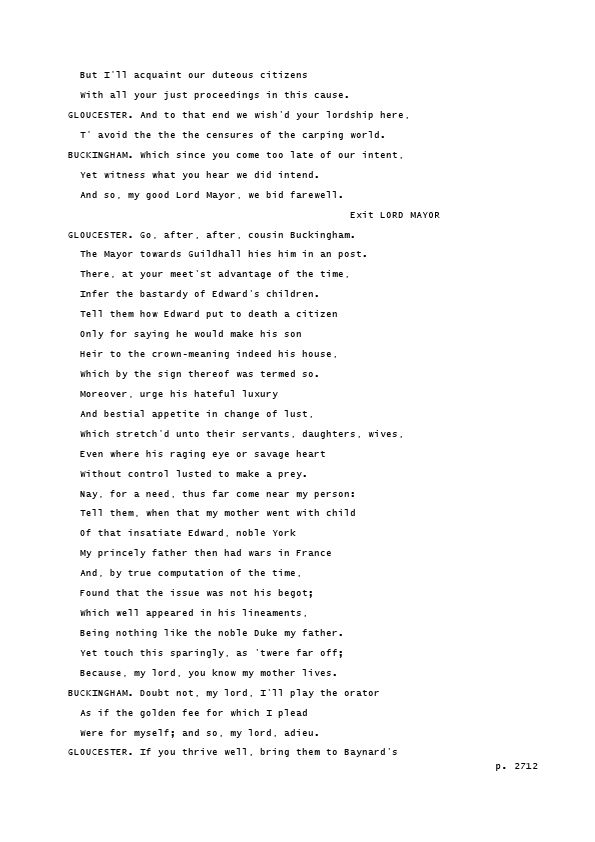 But I'll acquaint our duteous citizens
With all your just proceedings in this cause.
GLOUCESTER. And to that end we wish'd your lordship here,
T' avoid the the the censures of the carping world.
BUCKINGHAM. Which since you come too late of our intent,
Yet witness what you hear we did intend.
And so, my good Lord Mayor, we bid farewell.
Exit LORD MAYOR
GLOUCESTER. Go, after, after, cousin Buckingham.
The Mayor towards Guildhall hies him in an post.
There, at your meet'st advantage of the time,
Infer the bastardy of Edward's children.
Tell them how Edward put to death a citizen
Only for saying he would make his son
Heir to the crown-meaning indeed his house,
Which by the sign thereof was termed so.
Moreover, urge his hateful luxury
And bestial appetite in change of lust,
Which stretch'd unto their servants, daughters, wives,
Even where his raging eye or savage heart
Without control lusted to make a prey.
Nay, for a need, thus far come near my person:
Tell them, when that my mother went with child
Of that insatiate Edward, noble York
My princely father then had wars in France
And, by true computation of the time,
Found that the issue was not his begot;
Which well appeared in his lineaments,
Being nothing like the noble Duke my father.
Yet touch this sparingly, as 'twere far off;
Because, my lord, you know my mother lives.
BUCKINGHAM. Doubt not, my lord, I'll play the orator
As if the golden fee for which I plead
Were for myself; and so, my lord, adieu.
GLOUCESTER. If you thrive well, bring them to Baynard's
p. 2712